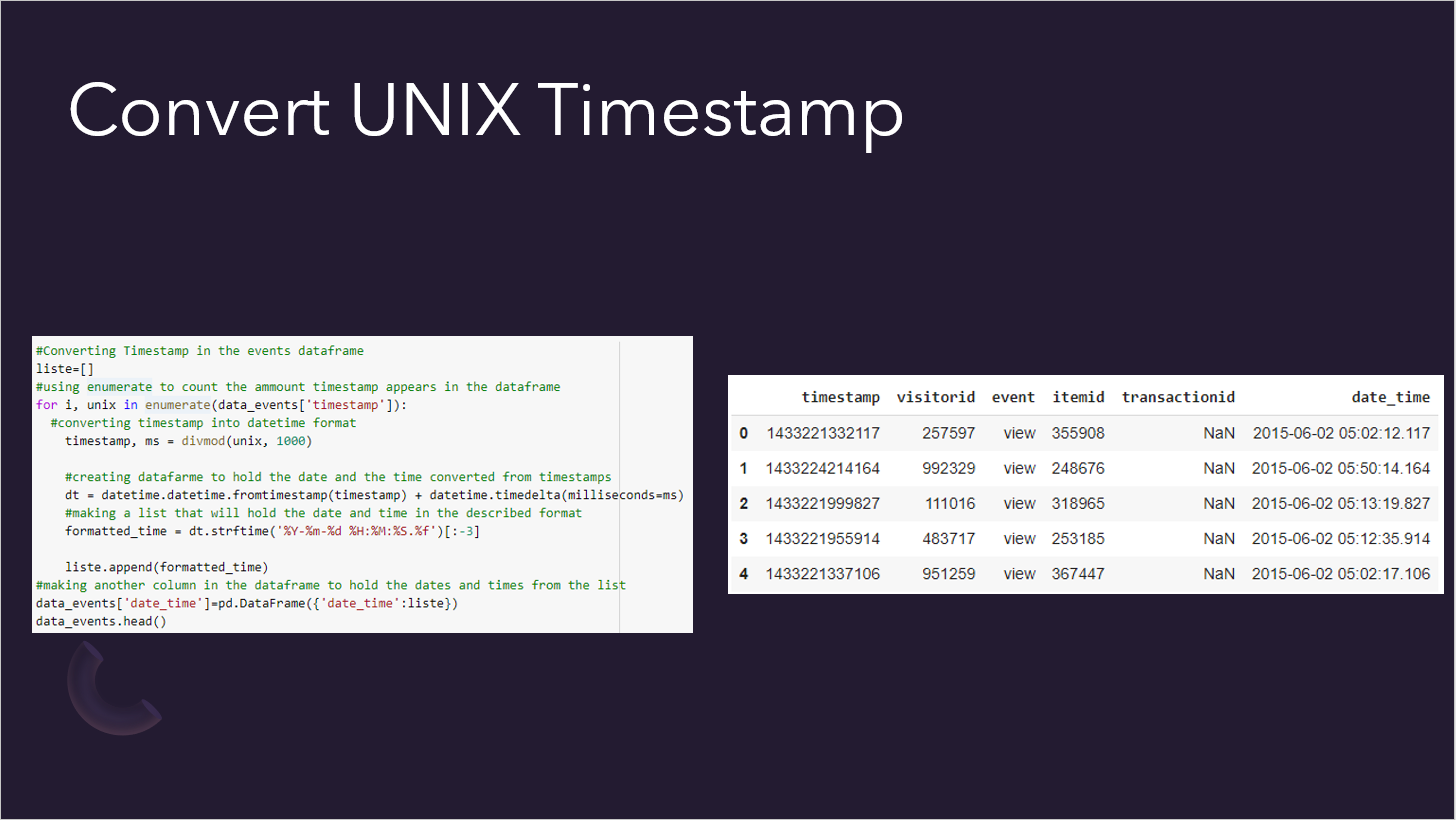 Convert UNIX Timestamp
#Converting Timestamp in the events dataframe
liste=[]
#using enumerate to count the ammount timestamp appears in the dataframe
for i, unix in enumerate(data_events['timestamp']):
  #converting timestamp into datetime format
    timestamp, ms = divmod(unix, 1000)
    #creating datafarme to hold the date and the time converted from timestamps
    dt = datetime.datetime.fromtimestamp(timestamp) + datetime.timedelta(milliseconds=ms)
    #making a list that will hold the date and time in the described format
    formatted_time = dt.strftime('%Y-%m-%d %H:%M:%S.%f')[:-3]
    liste.append(formatted_time)
#making another column in the dataframe to hold the dates and times from the list
data_events['date_time']=pd.DataFrame({'date_time':liste})
data_events.head()
timestamp visitorid event itemid transactionid date_time
0 1433221332117 257597 view 355908 NaN 2015-06-02 05:02:12.117
1 1433224214164 992329 view 248676 NaN 2015-06-02 05:50:14.164
2 1433221999827 111016 view 318965 NaN 2015-06-02 05:13:19.827
3 1433221955914 483717 view 253185 NaN 2015-06-02 05:12:35.914
4 1433221337106 951259 view 367447 NaN 2015-06-02 05:02:17.106